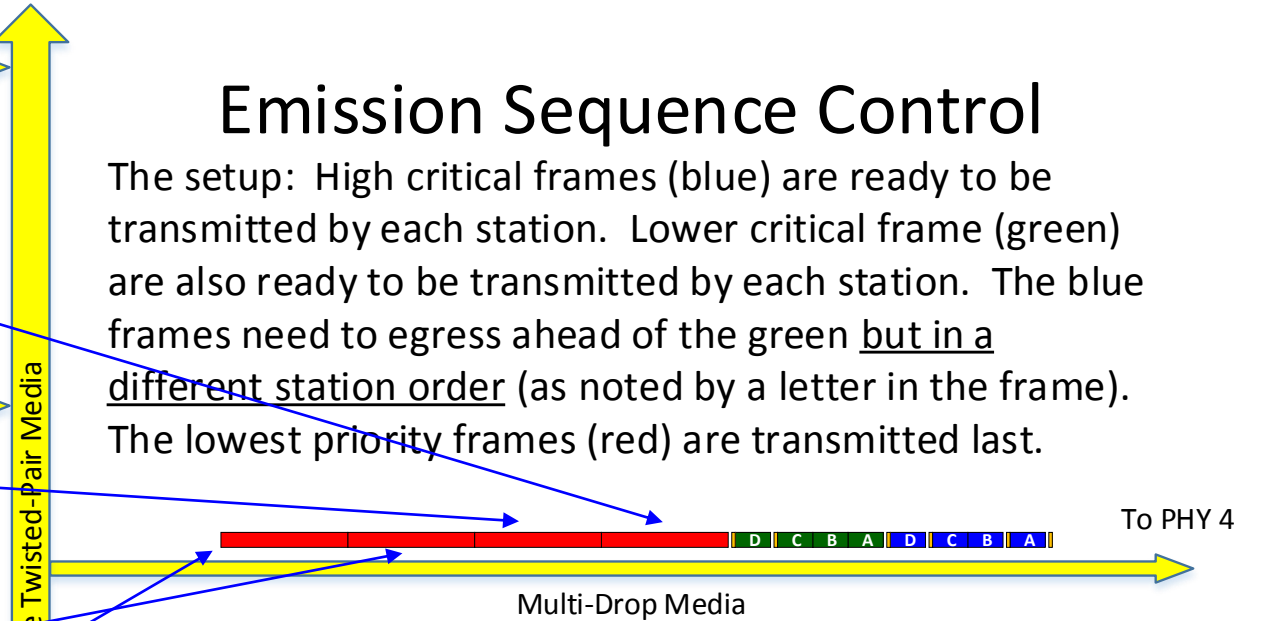 Emission Sequence Control
The setup: High critical frames (blue) are ready to be
transmitted by each station. Lower critical frame (green)
are also ready to be transmitted by each station. The blue
frames need to egress ahead of the green but in a
different station order (as noted by a letter in the frame).
The lowest priority frames (red) are transmitted last.
To PHY 4
D C B A D C B A
Multi-Drop Media
Twisted-Pair Media